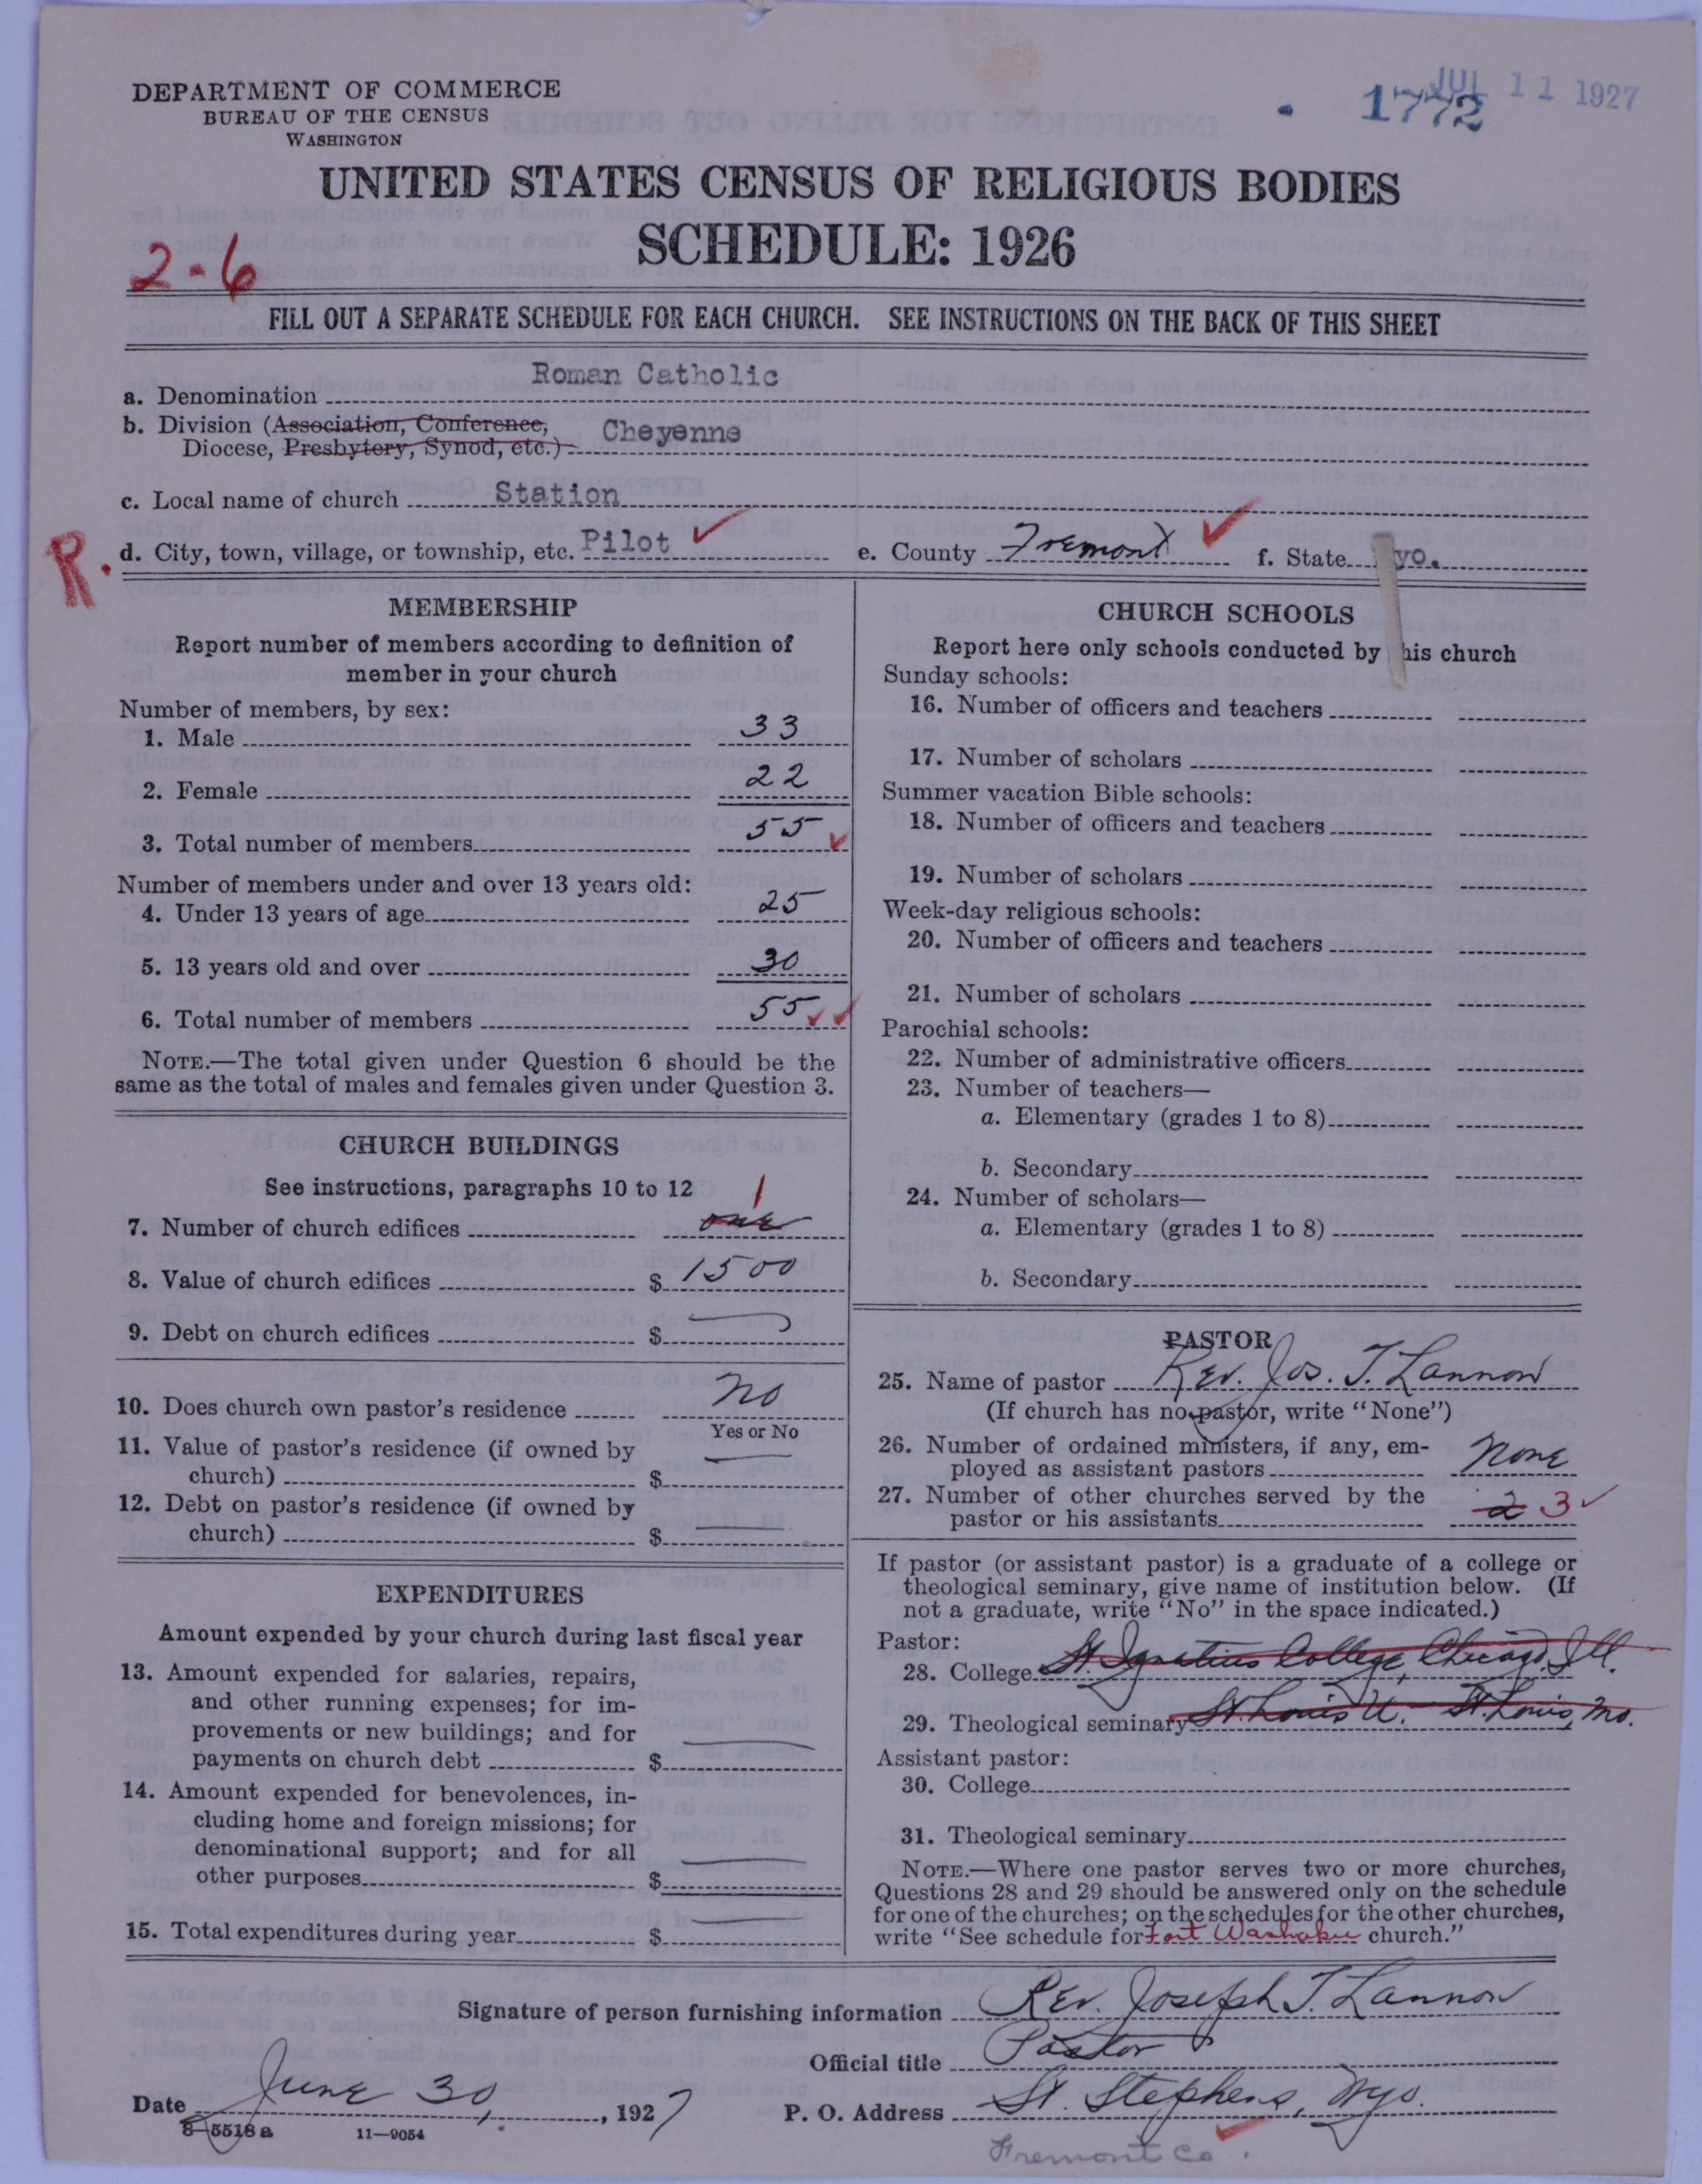 DEPARTMENT OF COMMERCE
BUREAU OF THE CENSUS
WASHINGTON
1772
JUL 11 1927
UNITED STATES CENSUS OF RELIGIOUS BODIES
SCHEDULE: 1926
2-6
FILL OUT A SEPARATE SCHEDULE FOR EACH CHURCH. SEE INSTRUCTIONS ON THE BACK OF THIS SHEET
a. Denomination Roman Catholic
b. Division (Association, Conference,
Diocese, Presbytery, Synod, etc.) Cheyenne
c. Local name of church Station
R. d. City, town, village, or township, etc. Pilot e. County Fremont f. State yo.
MEMBERSHIP
Report number of members according to definition of
member in your church
Number of members, by sex:
1. Male 33
2. Female 22
3. Total number of members 55
Number of members under and over 13 years old:
4. Under 13 years of age 25
5. 13 years old and over 30
6. Total number of members 55
NOTE.—The total given under Question 6 should be the
same as the total of males and females given under Question 3.
CHURCH BUILDINGS
See instructions, paragraphs 10 to 12
7. Number of church edifices one 1
8. Value of church edifices $ 1500
9. Debt on church edifices $
10. Does church own pastor's residence no
Yes or No
11. Value of pastor's residence (if owned by
church) $
12. Debt on pastor's residence (if owned by
church) $
EXPENDITURES
Amount expended by your church during last fiscal year
13. Amount expended for salaries, repairs,
and other running expenses; for im-
provements or new buildings; and for
payments on church debt $
14. Amount expended for benevolences, in-
cluding home and foreign missions; for
denominational support; and for all
other purposes $
15. Total expenditures during year $
CHURCH SCHOOLS
Report here only schools conducted by his church
Sunday schools:
16. Number of officers and teachers
17. Number of scholars
Summer vacation Bible schools:
18. Number of officers and teachers
19. Number of scholars
Week-day religious schools:
20. Number of officers and teachers
21. Number of scholars
Parochial schools:
22. Number of administrative officers
23. Number of teachers—
a. Elementary (grades 1 to 8)
b. Secondary
24. Number of scholars—
a. Elementary (grades 1 to 8)
b. Secondary
PASTOR
25. Name of pastor Rev. Jos. T. Lannon
(If church has no pastor, write "None")
26. Number of ordained ministers, if any, em-
ployed as assistant pastors none
27. Number of other churches served by the
pastor or his assistants 2 3
If pastor (or assistant pastor) is a graduate of a college or
theological seminary, give name of institution below. (If
not a graduate, write "No" in the space indicated.)
Pastor:
28. College St. Ignatius College, Chicago, Ill.
29. Theological seminary St. Louis U. - St. Louis, Mo.
Assistant pastor:
30. College
31. Theological seminary
NOTE.—Where one pastor serves two or more churches,
Questions 28 and 29 should be answered only on the schedule
for one of the churches; on the schedules for the other churches,
write "See schedule for Fort Washakie church."
Signature of person furnishing information Rev. Joseph T. Lannon
Official title Pastor
Date June 30, 1927 P. O. Address St. Stephens, Wyo.
8-5518a 11—9054
Fremont Co.